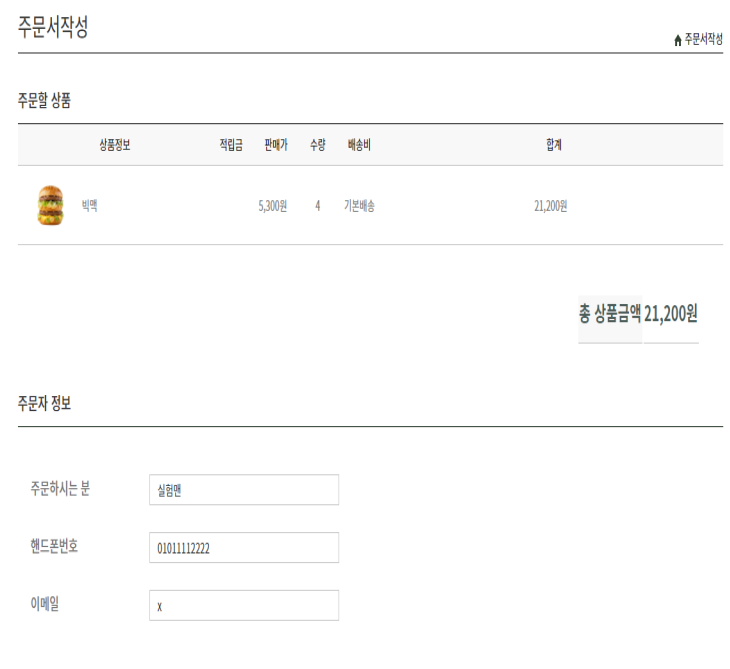 주문서작성
주문서작성
주문할 상품
상품정보 적립금 판매가 수량 배송비 합계
빅맥 5,300원 4 기본배송 21,200원
총 상품금액 21,200원
주문자 정보
주문하시는 분 실험맨
핸드폰번호 01011112222
이메일 x